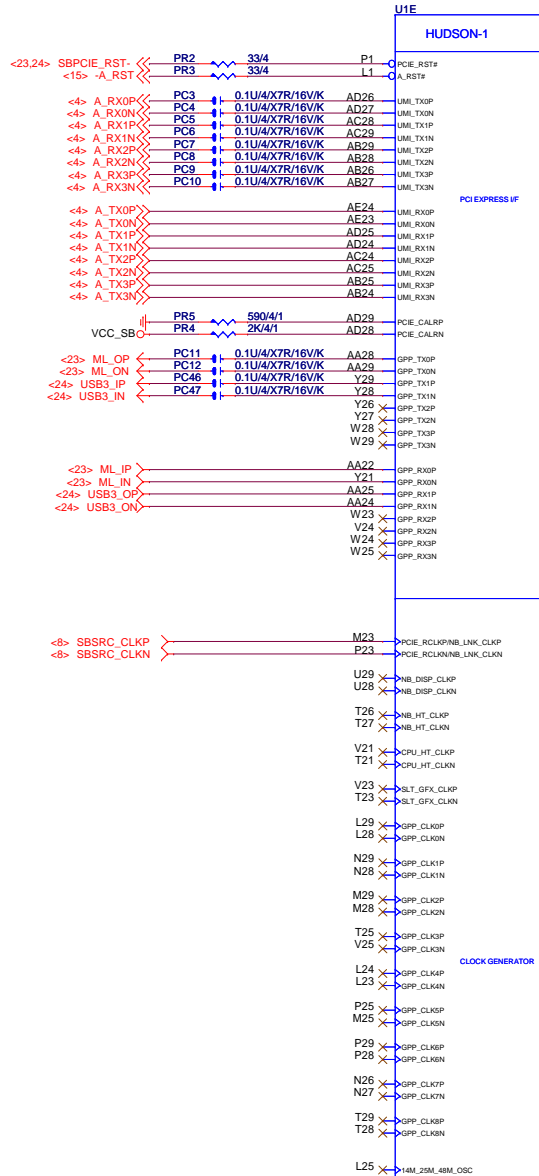 U1E
HUDSON-1
<23,24> SBPCIE_RST- PR2 33/4 P1 PCIE_RST#
<15> -A_RST PR3 33/4 L1 A_RST#
<4> A_RX0P PC3 0.1U/4/X7R/16V/K AD26 UMI_TX0P
<4> A_RX0N PC4 0.1U/4/X7R/16V/K AD27 UMI_TX0N
<4> A_RX1P PC5 0.1U/4/X7R/16V/K AC28 UMI_TX1P
<4> A_RX1N PC6 0.1U/4/X7R/16V/K AC29 UMI_TX1N
<4> A_RX2P PC7 0.1U/4/X7R/16V/K AB29 UMI_TX2P
<4> A_RX2N PC8 0.1U/4/X7R/16V/K AB28 UMI_TX2N
<4> A_RX3P PC9 0.1U/4/X7R/16V/K AB26 UMI_TX3P
<4> A_RX3N PC10 0.1U/4/X7R/16V/K AB27 UMI_TX3N
PCI EXPRESS I/F
<4> A_TX0P AE24 UMI_RX0P
<4> A_TX0N AE23 UMI_RX0N
<4> A_TX1P AD25 UMI_RX1P
<4> A_TX1N AD24 UMI_RX1N
<4> A_TX2P AC24 UMI_RX2P
<4> A_TX2N AC25 UMI_RX2N
<4> A_TX3P AB25 UMI_RX3P
<4> A_TX3N AB24 UMI_RX3N
PR5 590/4/1 AD29 PCIE_CALRP
VCC_SB PR4 2K/4/1 AD28 PCIE_CALRN
<23> ML_OP PC11 0.1U/4/X7R/16V/K AA28 GPP_TX0P
<23> ML_ON PC12 0.1U/4/X7R/16V/K AA29 GPP_TX0N
<24> USB3_IP PC46 0.1U/4/X7R/16V/K Y29 GPP_TX1P
<24> USB3_IN PC47 0.1U/4/X7R/16V/K Y28 GPP_TX1N
Y26 GPP_TX2P
Y27 GPP_TX2N
W28 GPP_TX3P
W29 GPP_TX3N
<23> ML_IP AA22 GPP_RX0P
<23> ML_IN Y21 GPP_RX0N
<24> USB3_OP AA25 GPP_RX1P
<24> USB3_ON AA24 GPP_RX1N
W23 GPP_RX2P
V24 GPP_RX2N
W24 GPP_RX3P
W25 GPP_RX3N
<8> SBSRC_CLKP M23 PCIE_RCLKP/NB_LNK_CLKP
<8> SBSRC_CLKN P23 PCIE_RCLKN/NB_LNK_CLKN
U29 NB_DISP_CLKP
U28 NB_DISP_CLKN
T26 NB_HT_CLKP
T27 NB_HT_CLKN
V21 CPU_HT_CLKP
T21 CPU_HT_CLKN
V23 SLT_GFX_CLKP
T23 SLT_GFX_CLKN
L29 GPP_CLK0P
L28 GPP_CLK0N
N29 GPP_CLK1P
N28 GPP_CLK1N
M29 GPP_CLK2P
M28 GPP_CLK2N
T25 GPP_CLK3P
V25 GPP_CLK3N
CLOCK GENERATOR
L24 GPP_CLK4P
L23 GPP_CLK4N
P25 GPP_CLK5P
M25 GPP_CLK5N
P29 GPP_CLK6P
P28 GPP_CLK6N
N26 GPP_CLK7P
N27 GPP_CLK7N
T29 GPP_CLK8P
T28 GPP_CLK8N
L25 14M_25M_48M_OSC